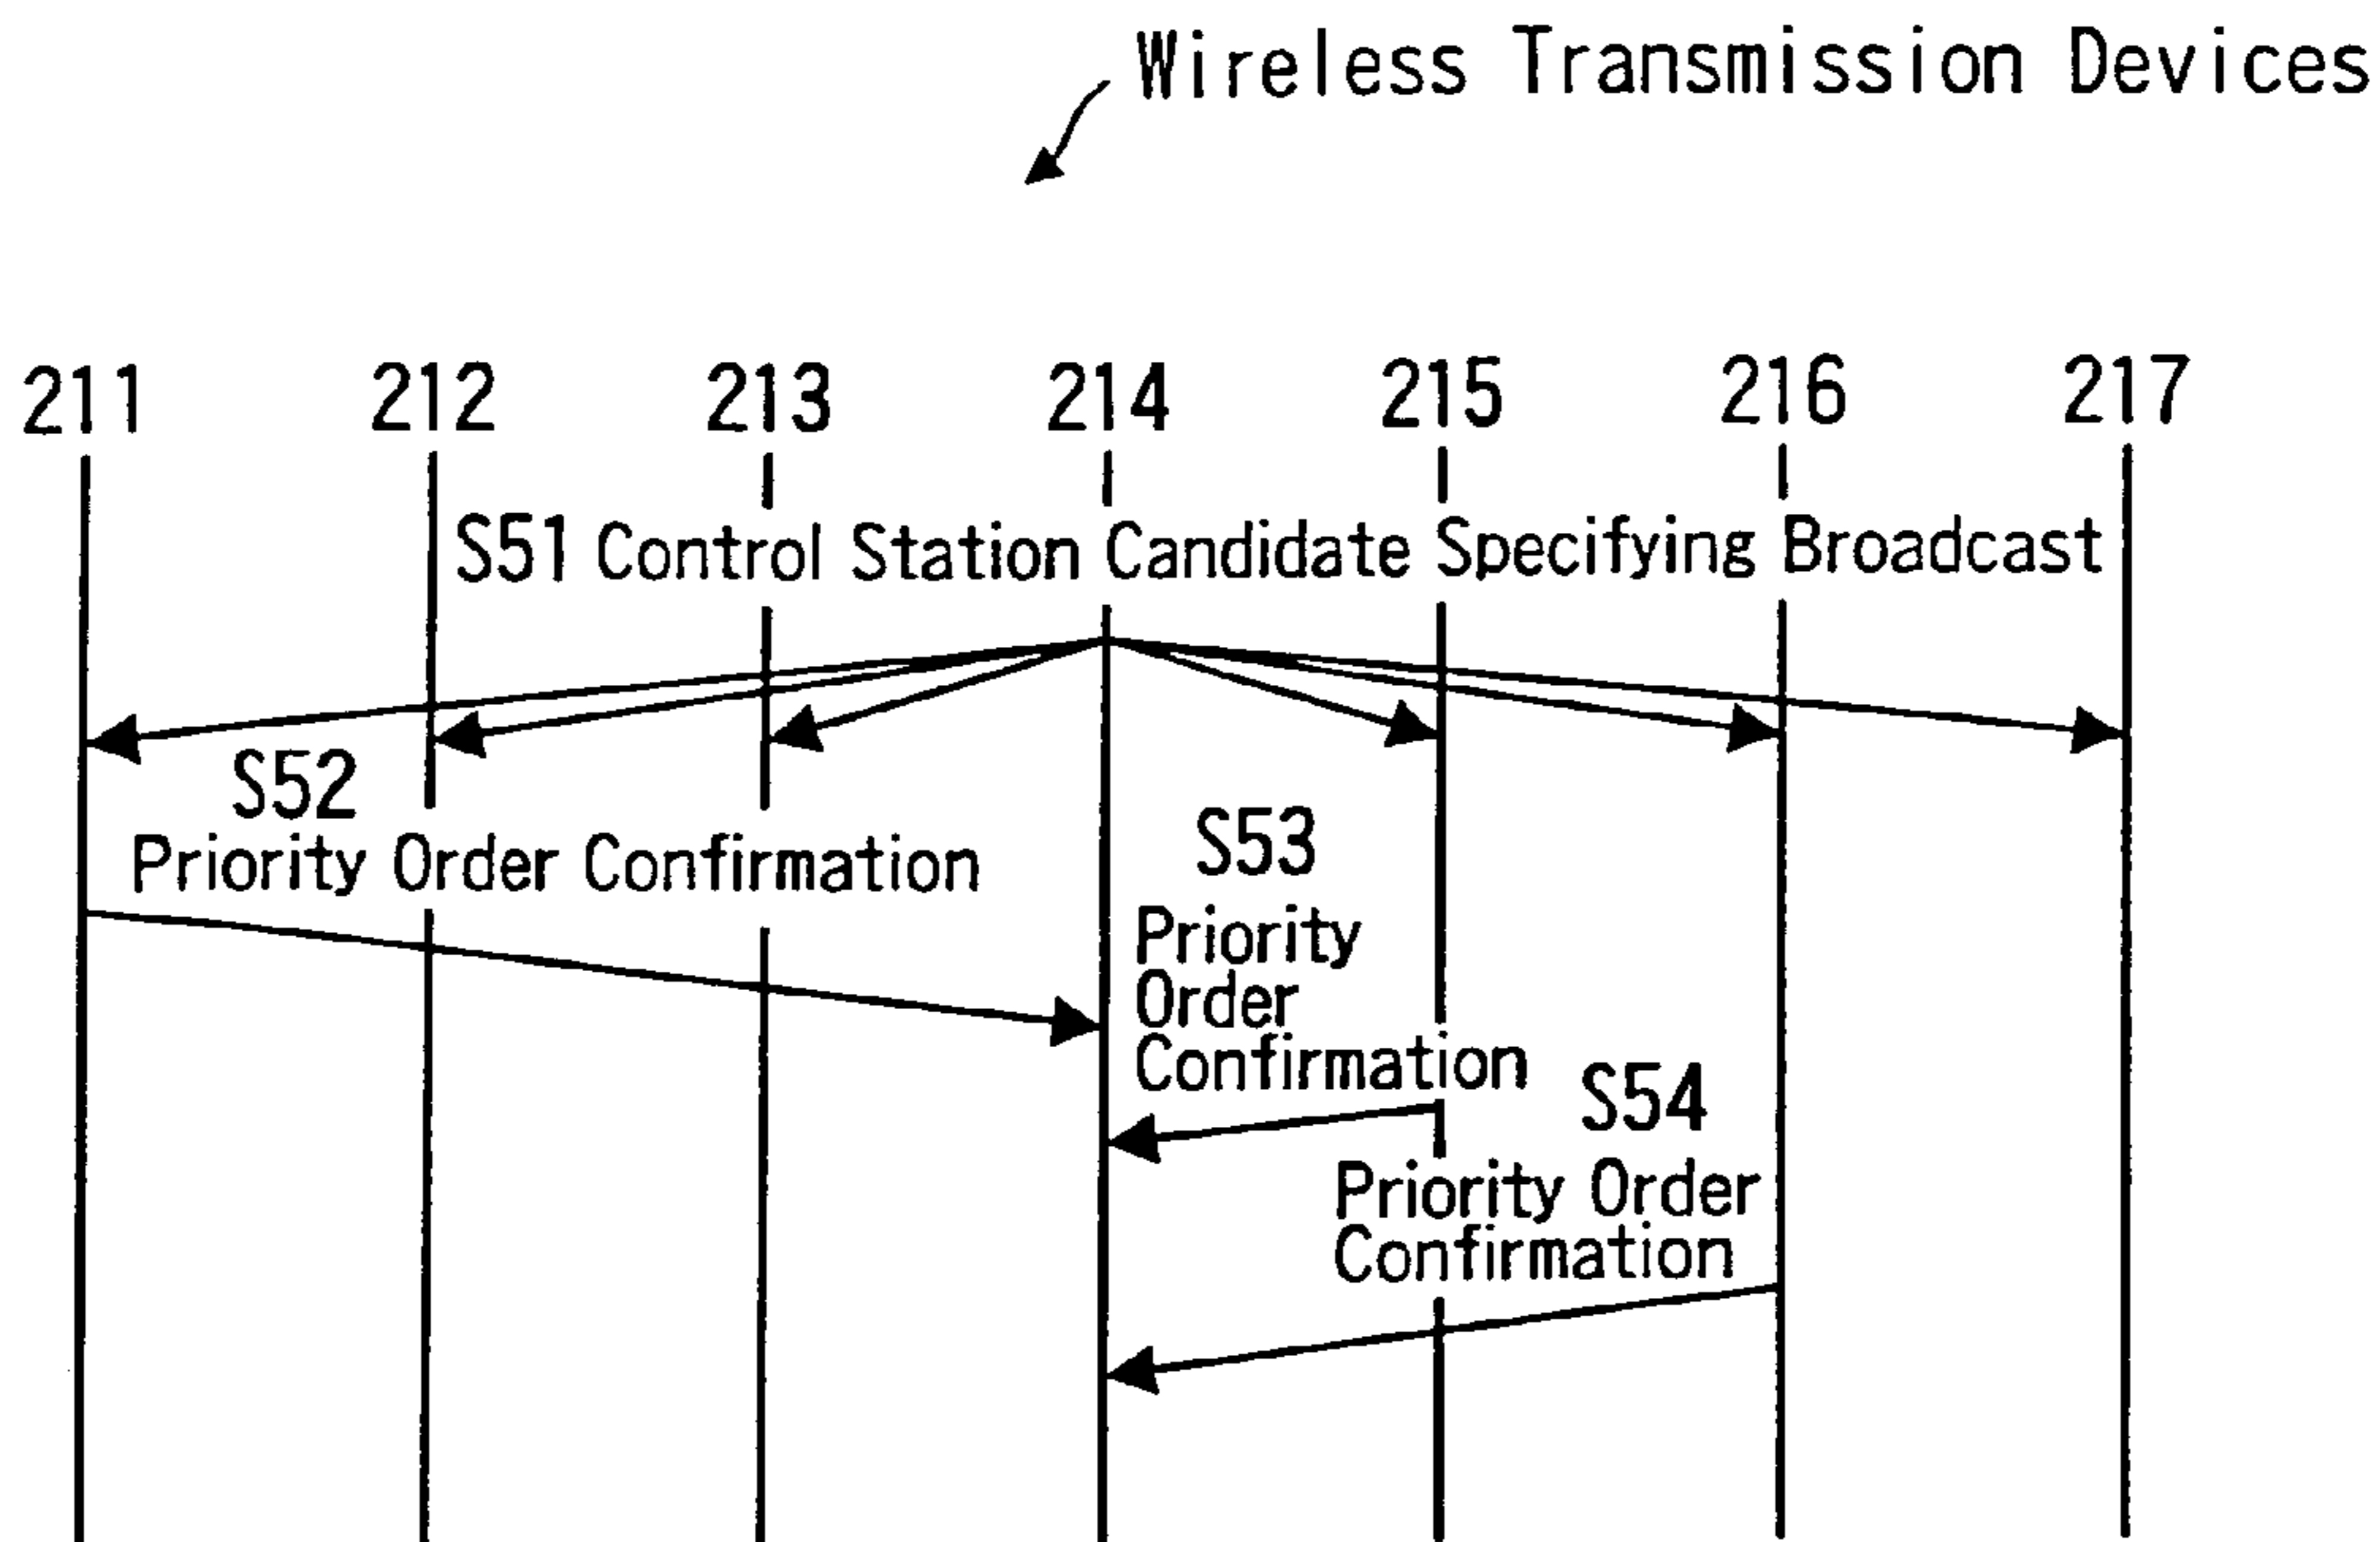 Wireless Transmission Devices
211 212 213 214 215 216 217
S51 Control Station Candidate Specifying Broadcast
S52
Priority Order Confirmation
S53
Priority
Order
Confirmation
S54
Priority Order
Confirmation